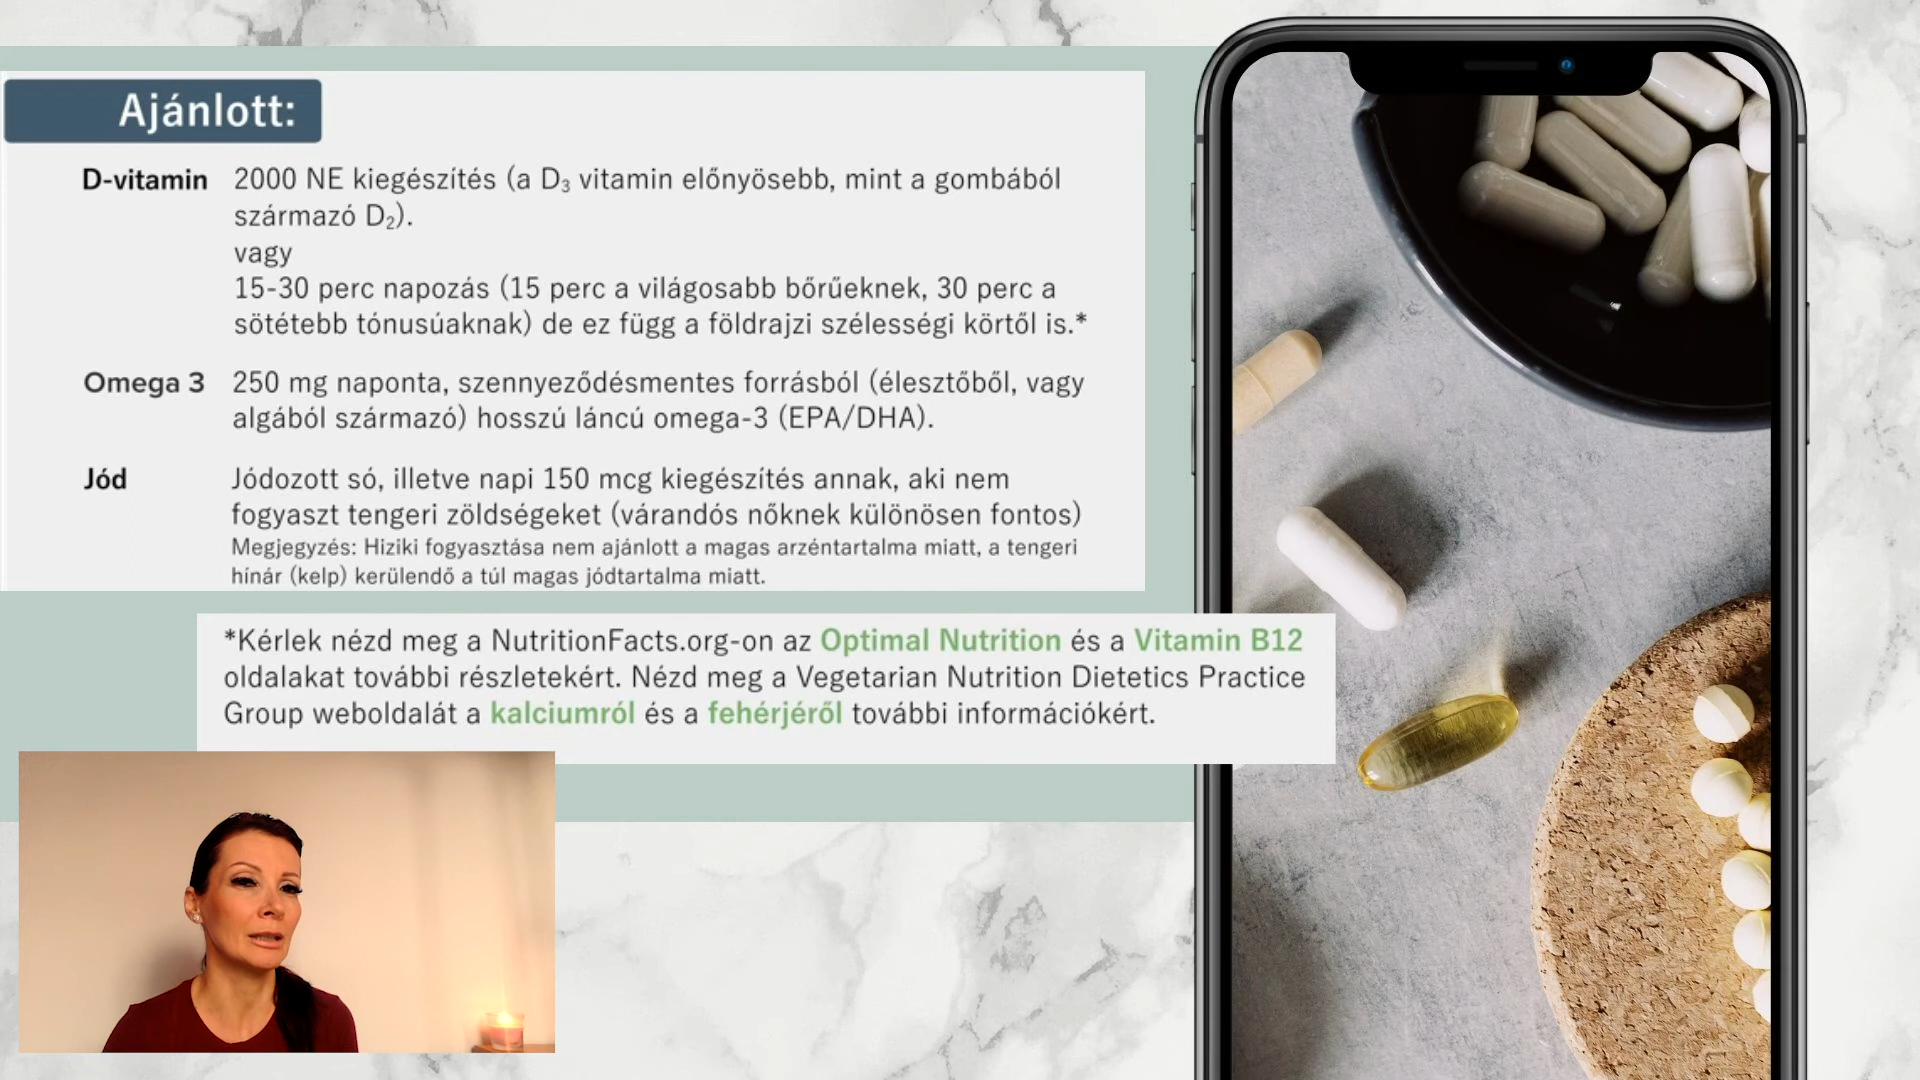 Ajánlott:
D-vitamin 2000 NE kiegészítés (a D₃ vitamin előnyösebb, mint a gombából
származó D₂).
vagy
15-30 perc napozás (15 perc a világosabb bőrűeknek, 30 perc a
sötétebb tónusúaknak) de ez függ a földrajzi szélességi körtől is.*
Omega 3 250 mg naponta, szennyeződésmentes forrásból (élesztőből, vagy
algából származó) hosszú láncú omega-3 (EPA/DHA).
Jód Jódozott só, illetve napi 150 mcg kiegészítés annak, aki nem
fogyaszt tengeri zöldségeket (várandós nőknek különösen fontos)
Megjegyzés: Hiziki fogyasztása nem ajánlott a magas arzéntartalma miatt, a tengeri
hínár (kelp) kerülendő a túl magas jódtartalma miatt.
*Kérlek nézd meg a NutritionFacts.org-on az Optimal Nutrition és a Vitamin B12
oldalakat további részletekért. Nézd meg a Vegetarian Nutrition Dietetics Practice
Group weboldalát a kalciumról és a fehérjéről további információkért.